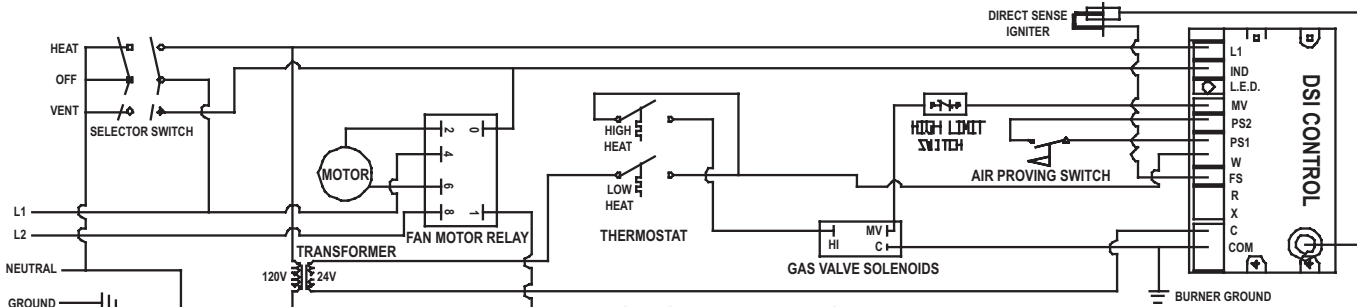 DIRECT SENSE
IGNITER
HEAT
OFF
VENT
SELECTOR SWITCH
L1
IND
L.E.D.
MV
PS2
PS1
W
FS
R
X
C
COM
DSI CONTROL
HIGH LIMIT
SWITCH
AIR PROVING SWITCH
HIGH
HEAT
LOW
HEAT
THERMOSTAT
MOTOR
2
0
4
6
8
1
FAN MOTOR RELAY
L1
L2
TRANSFORMER
120V
24V
HI
MV
C
GAS VALVE SOLENOIDS
NEUTRAL
GROUND
BURNER GROUND